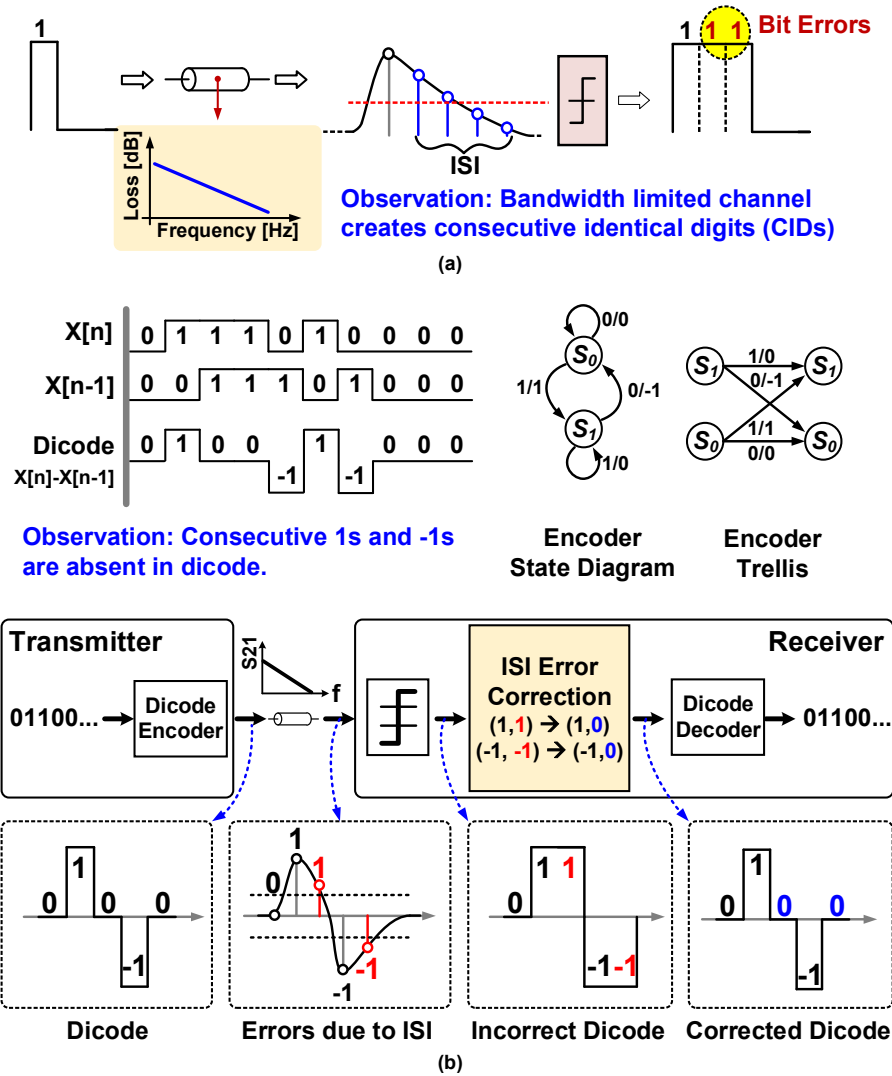 1
Bit Errors
1 1 1
Loss [dB]
Frequency [Hz]
ISI
Observation: Bandwidth limited channel
creates consecutive identical digits (CIDs)
(a)
X[n] 0 1 1 1 0 1 0 0 0 0
X[n-1] 0 0 1 1 1 0 1 0 0 0
Dicode 0 1 0 0 -1 1 -1 0 0 0
X[n]-X[n-1]
0/0
S0
1/1
0/-1
S1
1/0
S1 1/0 S1
0/-1
1/1
S0 0/0 S0
Observation: Consecutive 1s and -1s
are absent in dicode.
Encoder
State Diagram
Encoder
Trellis
Transmitter
01100...
Dicode
Encoder
S21
f
Receiver
ISI Error
Correction
(1,1) → (1,0)
(-1, -1) → (-1,0)
Dicode
Decoder
01100...
0 1 0 -1 0
Dicode
0 1 1 -1 -1
Errors due to ISI
0 1 1 -1 -1
Incorrect Dicode
0 1 0 -1 0
Corrected Dicode
(b)